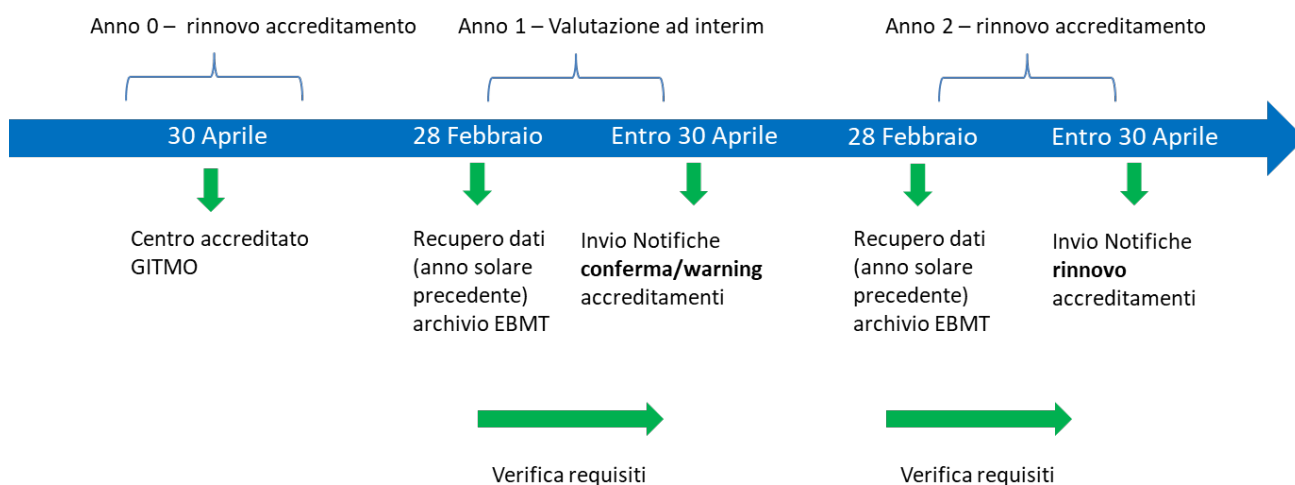 Anno 0 – rinnovo accreditamento
Anno 1 – Valutazione ad interim
Anno 2 – rinnovo accreditamento
30 Aprile
28 Febbraio
Entro 30 Aprile
28 Febbraio
Entro 30 Aprile
Centro accreditato
GITMO
Recupero dati
(anno solare
precedente)
archivio EBMT
Invio Notifiche
conferma/warning
accreditamenti
Recupero dati
(anno solare
precedente)
archivio EBMT
Invio Notifiche
rinnovo
accreditamenti
Verifica requisiti
Verifica requisiti